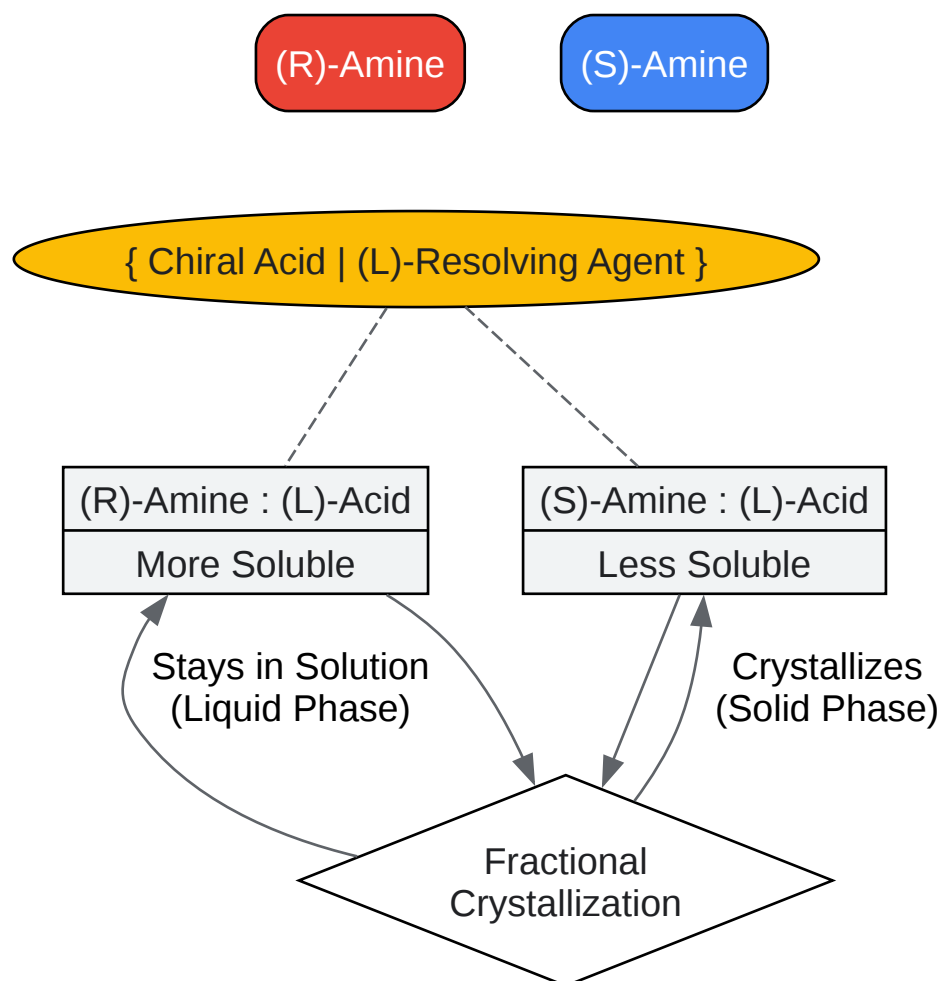 (R)-Amine
(S)-Amine
{ Chiral Acid | (L)-Resolving Agent }
(R)-Amine : (L)-Acid
More Soluble
(S)-Amine : (L)-Acid
Less Soluble
Stays in Solution
(Liquid Phase)
Crystallizes
(Solid Phase)
Fractional
Crystallization